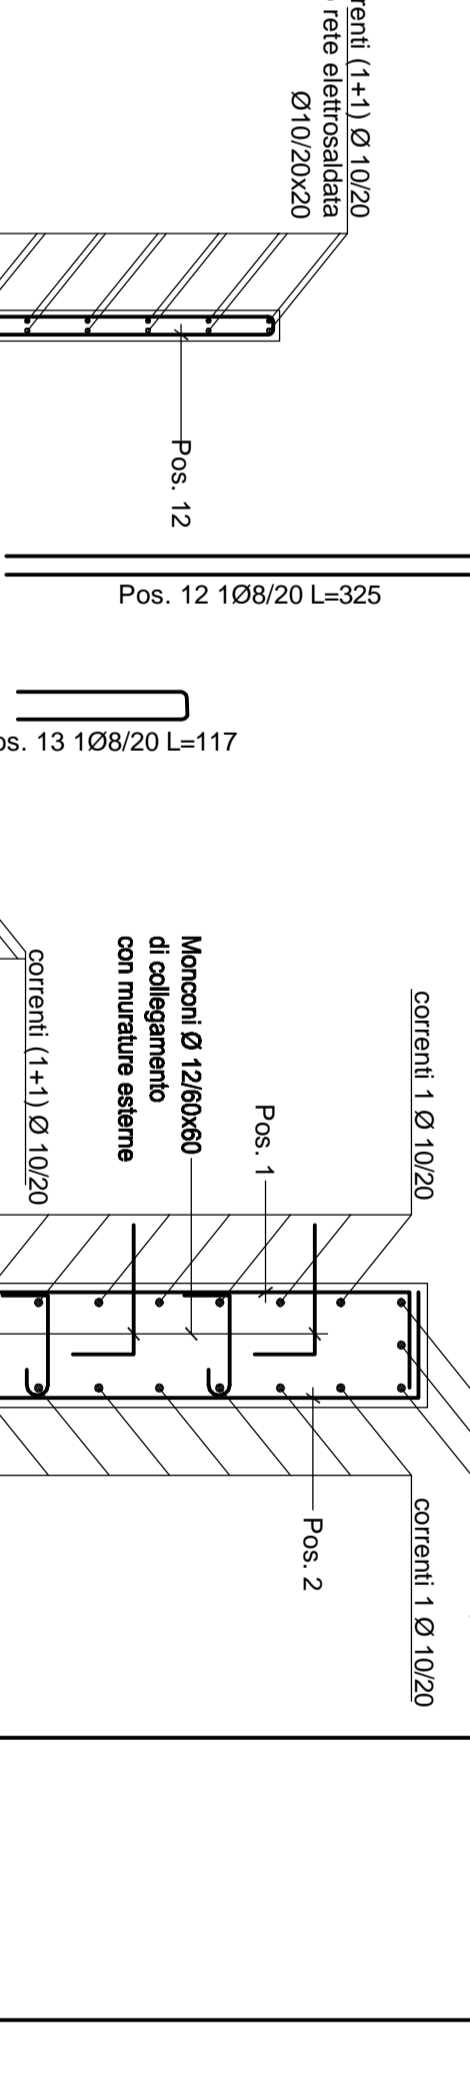 renti (1+1) Ø 10/20
rete elettrosaldata
Ø10/20x20
Pos. 12
Pos. 12 1Ø8/20 L=325
os. 13 1Ø8/20 L=117
correnti 1 Ø 10/20
Pos. 1
Monconi Ø 12/60x60
di collegamento
con murature esterne
correnti (1+1) Ø 10/20
Pos. 2
correnti 1 Ø 10/20